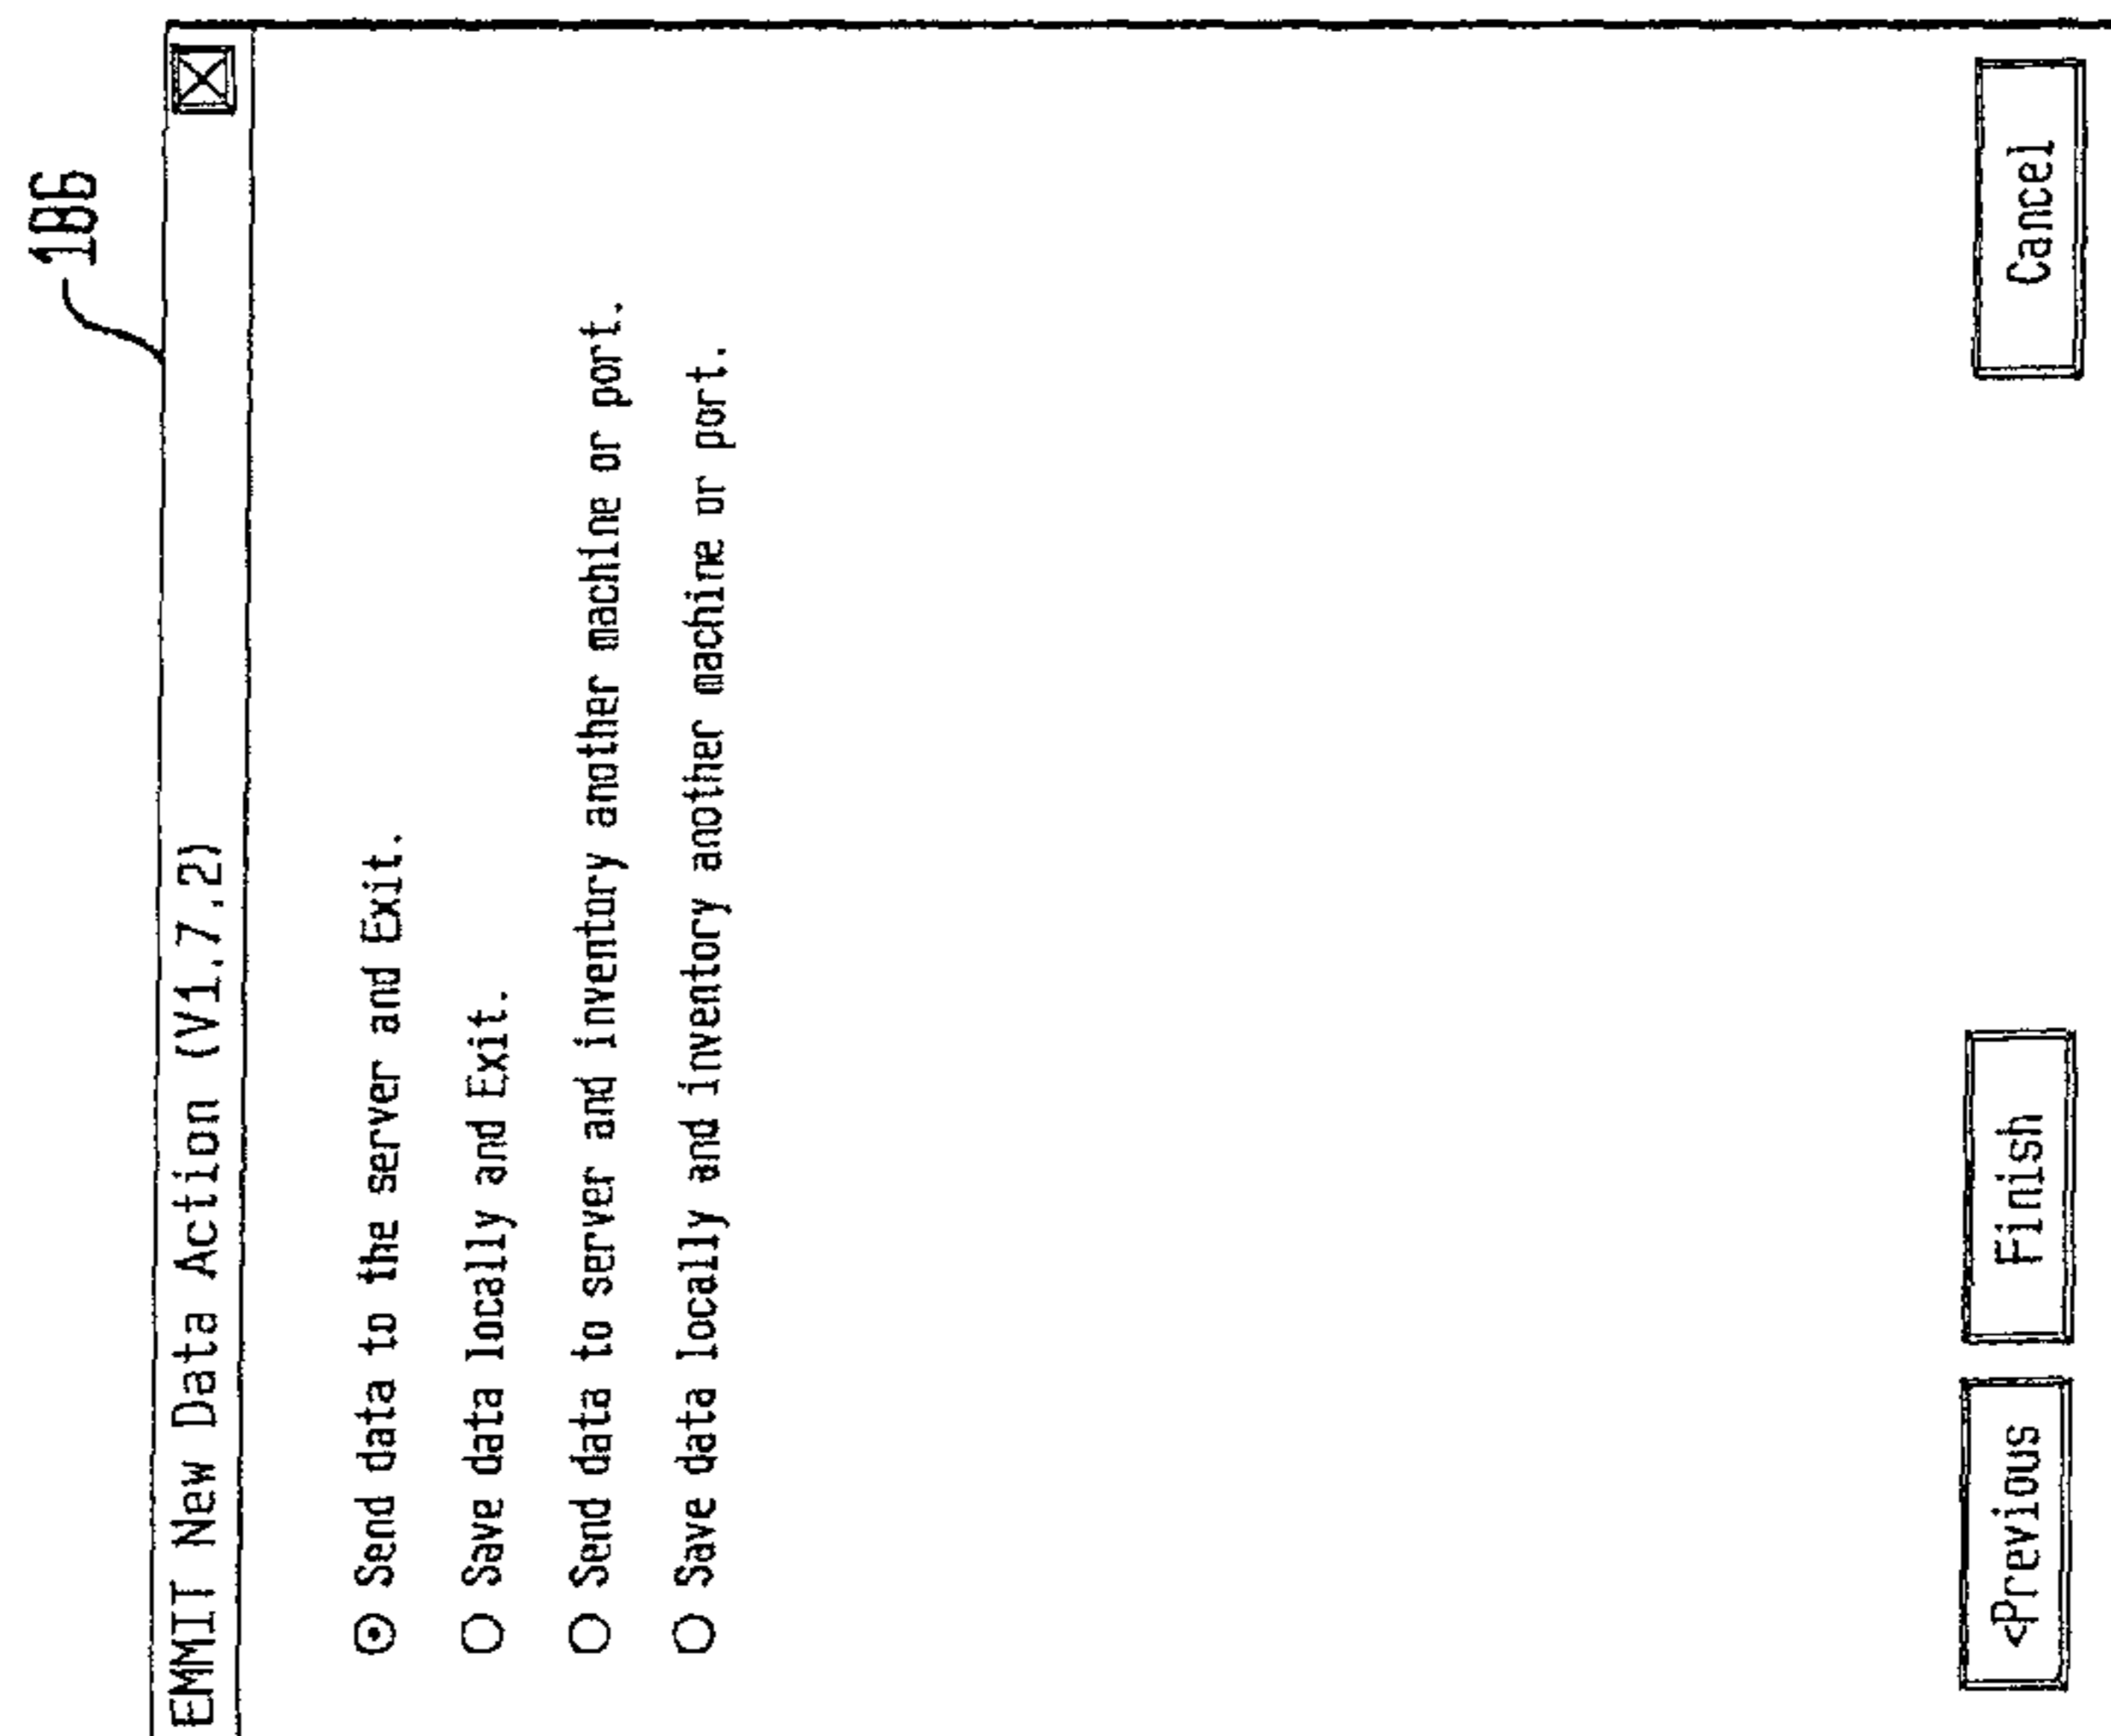 186
EMMIT New Data Action (V1.7.2)
Send data to the server and Exit.
Save data locally and Exit.
Send data to server and inventory another machine or port.
Save data locally and inventory another machine or port.
<Previous
Finish
Cancel